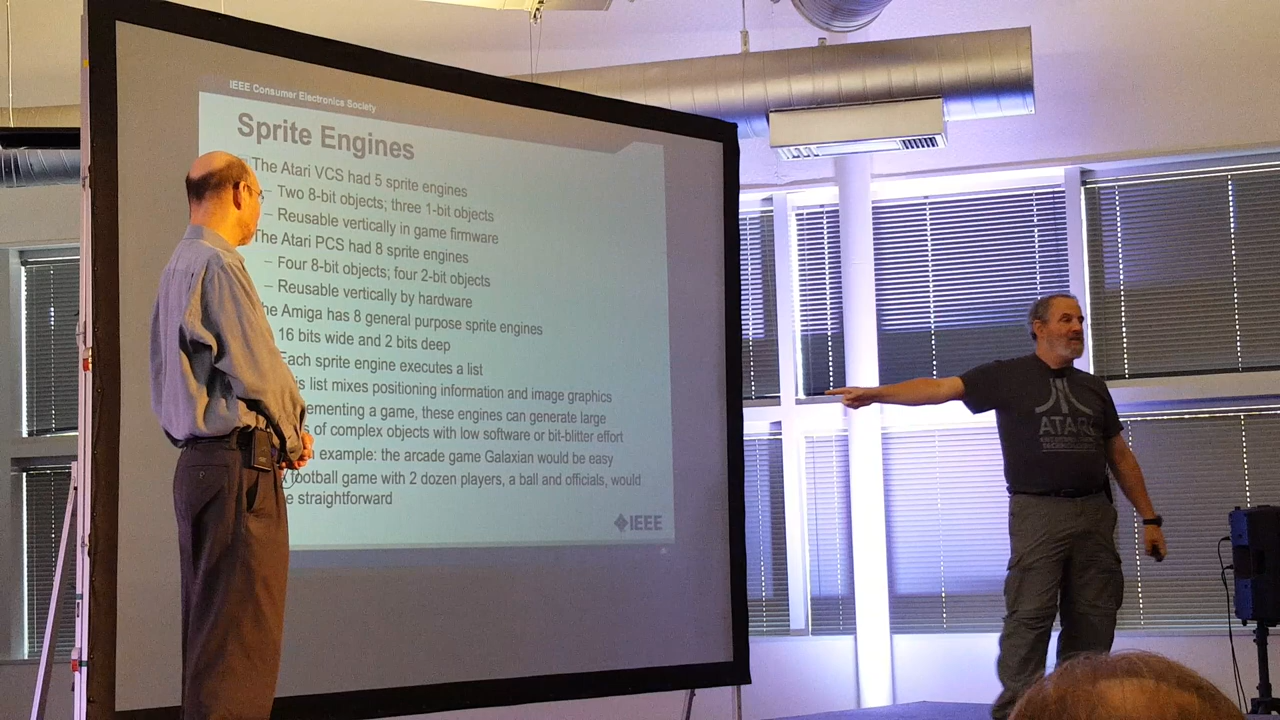 IEEE Consumer Electronics Society
Sprite Engines
The Atari VCS had 5 sprite engines
– Two 8-bit objects; three 1-bit objects
– Reusable vertically in game firmware
The Atari PCS had 8 sprite engines
– Four 8-bit objects; four 2-bit objects
– Reusable vertically by hardware
he Amiga has 8 general purpose sprite engines
16 bits wide and 2 bits deep
Each sprite engine executes a list
is list mixes positioning information and image graphics
ementing a game, these engines can generate large
s of complex objects with low software or bit-blitter effort
example: the arcade game Galaxian would be easy
football game with 2 dozen players, a ball and officials, would
e straightforward
IEEE
ATARI